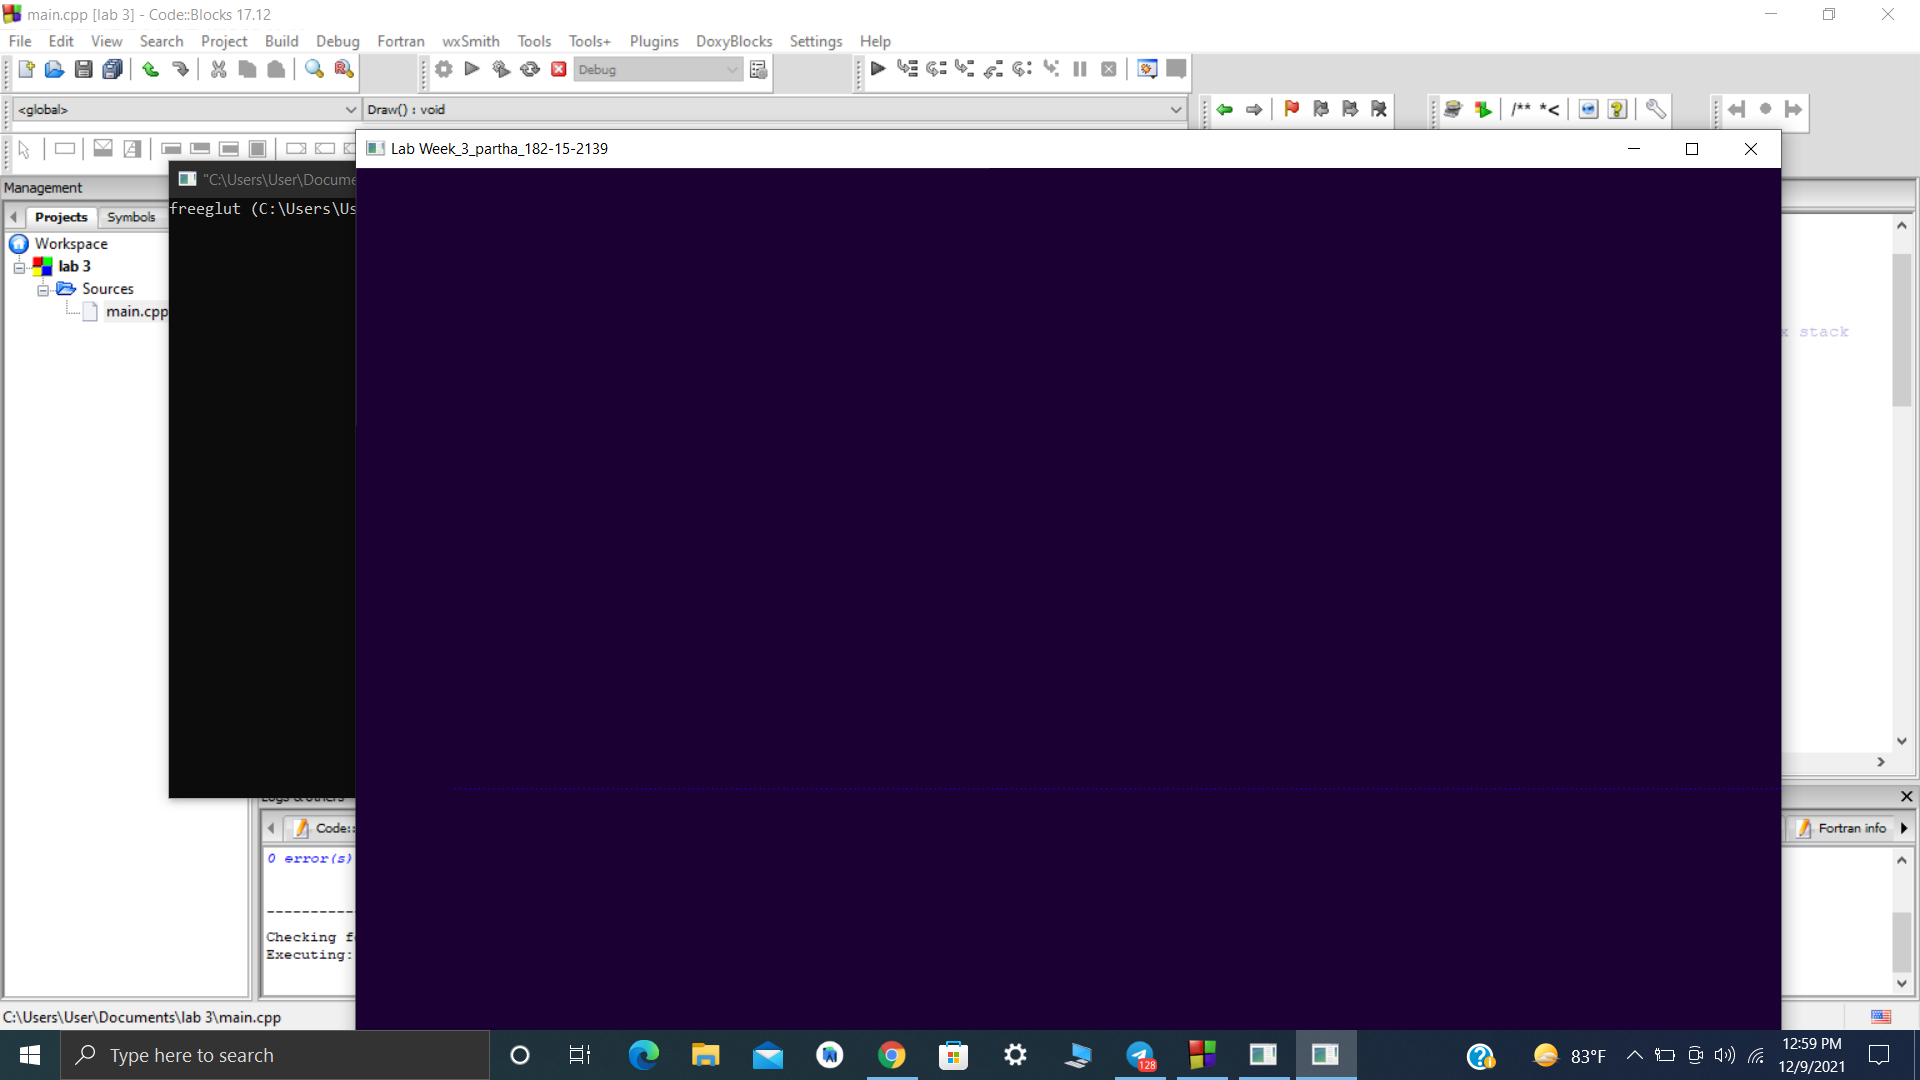 main.cpp [lab 3] - Code::Blocks 17.12
File Edit View Search Project Build Debug Fortran wxSmith Tools Tools+ Plugins DoxyBlocks Settings Help
Debug
<global> Draw() : void
/** *<
Lab Week_3_partha_182-15-2139
"C:\Users\User\Docume
Management
freeglut (C:\Users\Us
Projects Symbols
Workspace
lab 3
Sources
main.cpp
x stack
Logs & others
Code::
Fortran info
0 error(s)
------------
Checking f
Executing:
C:\Users\User\Documents\lab 3\main.cpp
Type here to search
128
83°F
12:59 PM
12/9/2021